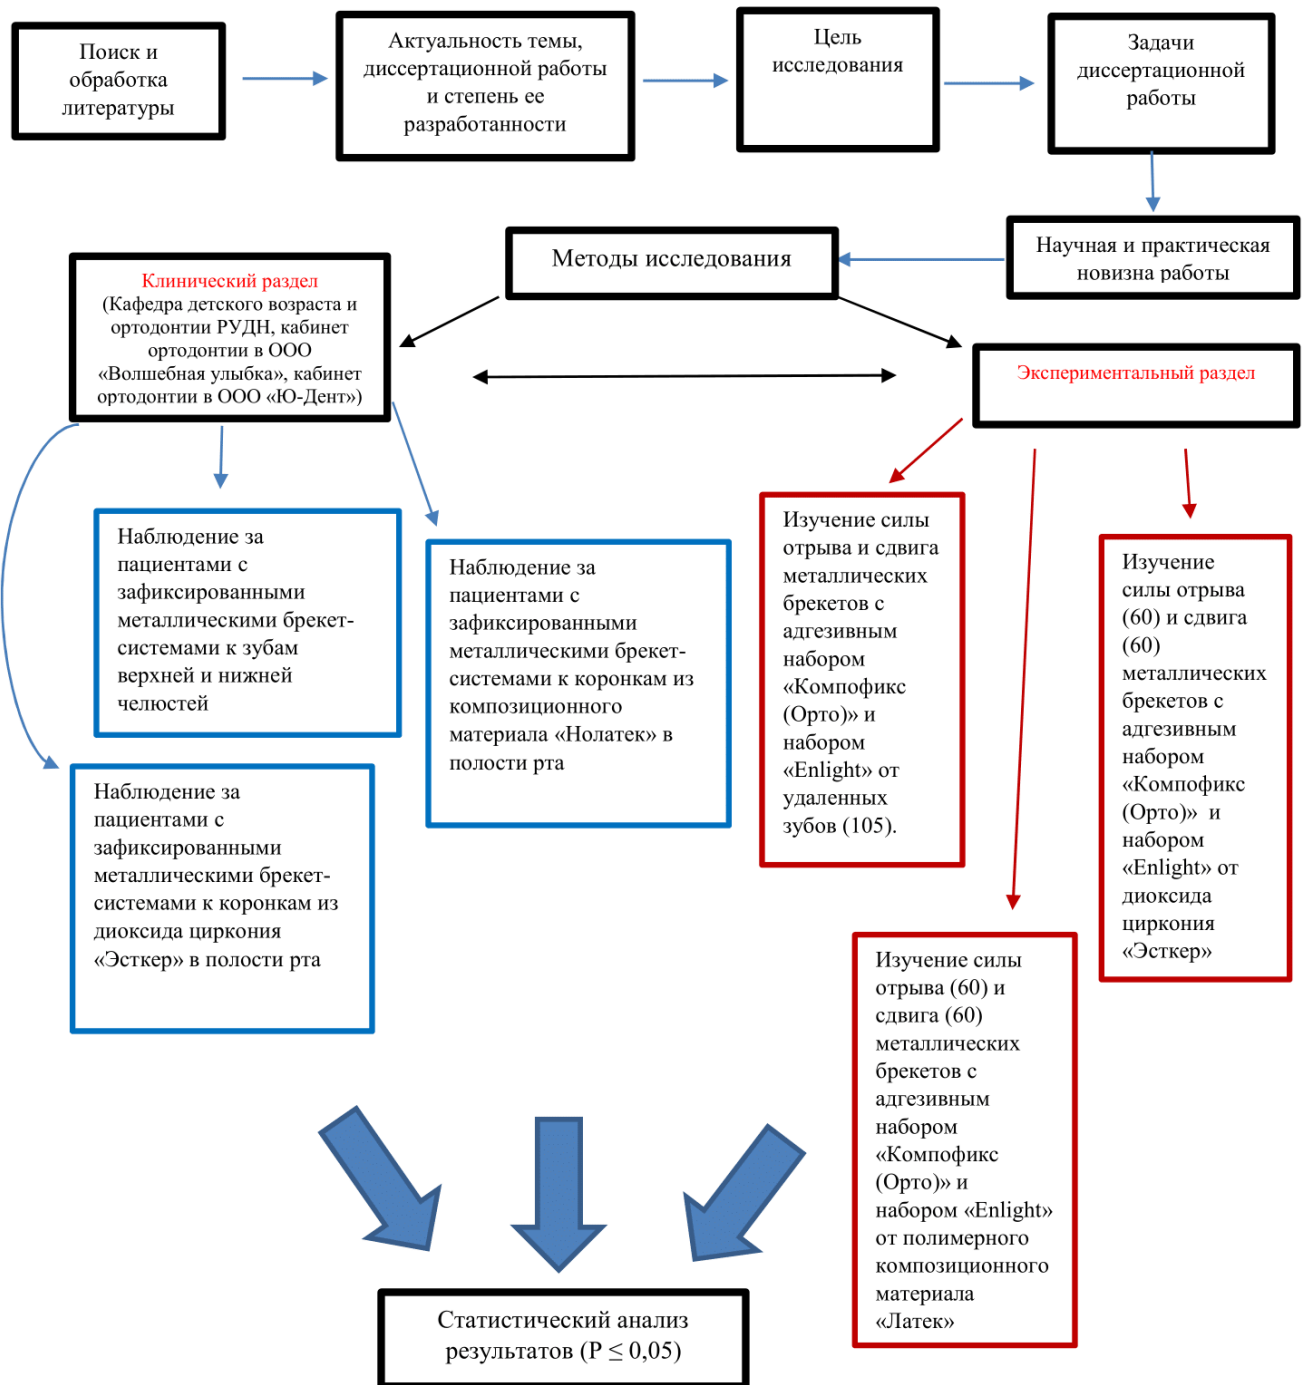 Поиск и
обработка
литературы
Актуальность темы,
диссертационной работы
и степень ее
разработанности
Цель
исследования
Задачи
диссертационной
работы
Научная и практическая
новизна работы
Методы исследования
Клинический раздел
(Кафедра детского возраста и
ортодонтии РУДН, кабинет
ортодонтии в ООО
«Волшебная улыбка», кабинет
ортодонтии в ООО «Ю-Дент»)
Экспериментальный раздел
Наблюдение за
пациентами с
зафиксированными
металлическими брекет-
системами к зубам
верхней и нижней
челюстей
Наблюдение за
пациентами с
зафиксированными
металлическими брекет-
системами к коронкам из
композиционного
материала «Нолатек» в
полости рта
Наблюдение за
пациентами с
зафиксированными
металлическими брекет-
системами к коронкам из
диоксида циркония
«Эсткер» в полости рта
Изучение силы
отрыва и сдвига
металлических
брекетов с
адгезивным
набором
«Компофикс
(Орто)» и
набором
«Enlight» от
удаленных
зубов (105).
Изучение
силы отрыва
(60) и сдвига
(60)
металлических
брекетов с
адгезивным
набором
«Компофикс
(Орто)» и
набором
«Enlight» от
диоксида
циркония
«Эсткер»
Изучение силы
отрыва (60) и
сдвига (60)
металлических
брекетов с
адгезивным
набором
«Компофикс
(Орто)» и
набором «Enlight»
от полимерного
композиционного
материала
«Латек»
Статистический анализ
результатов (P ≤ 0,05)